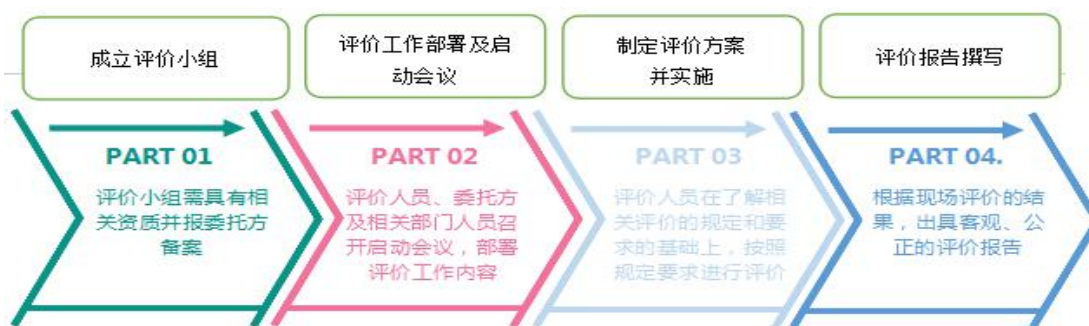 成立评价小组
评价工作部署及启
动会议
制定评价方案
并实施
评价报告撰写
PART 01
评价小组需具有相
关资质并报委托方
备案
PART 02
评价人员、委托方
及相关部门人员召
开启动会议，部署
评价工作内容
PART 03
评价人员在了解相
关评价的规定和要
求的基础上，按照
规定要求进行评价
PART 04.
根据现场评价的结
果，出具客观、公
正的评价报告